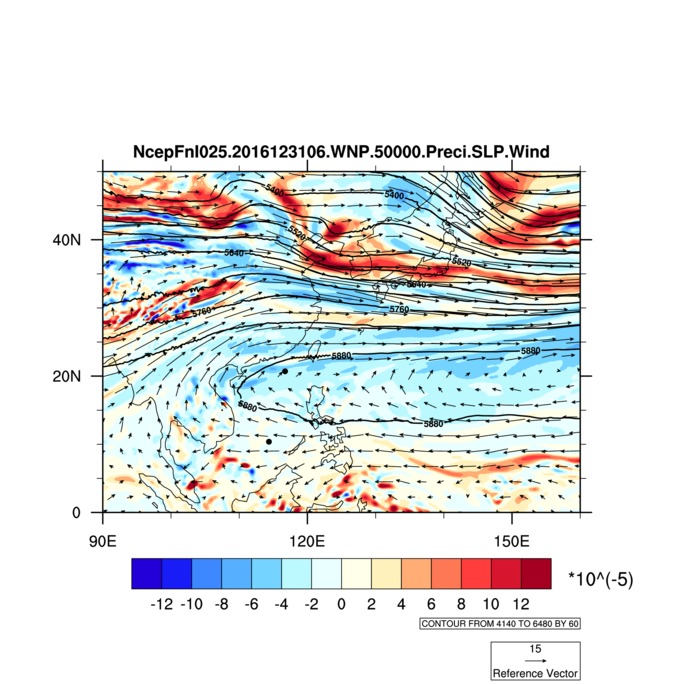 NcepFnl025.2016123106.WNP.50000.Preci.SLP.Wind
5400
5400
5520
40N
5640
5520
5640
5760
5760
5880
5880
20N
5880
5880
0
90E 120E 150E
*10^(-5)
-12 -10 -8 -6 -4 -2 0 2 4 6 8 10 12
CONTOUR FROM 4140 TO 6480 BY 60
15
Reference Vector